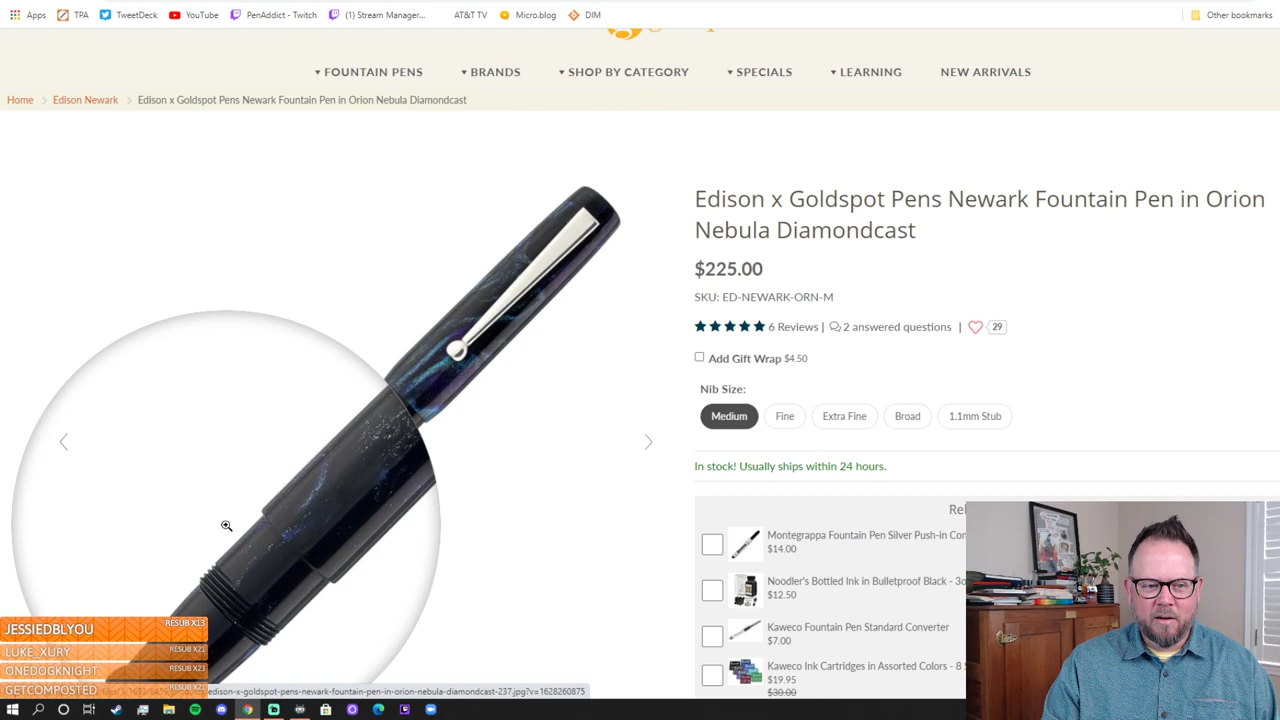 Apps TPA TweetDeck YouTube PenAddict - Twitch (1) Stream Manager... AT&T TV Micro.blog DIM Other bookmarks
▾ FOUNTAIN PENS ▾ BRANDS ▾ SHOP BY CATEGORY ▾ SPECIALS ▾ LEARNING NEW ARRIVALS
Home > Edison Newark > Edison x Goldspot Pens Newark Fountain Pen in Orion Nebula Diamondcast
Edison x Goldspot Pens Newark Fountain Pen in Orion
Nebula Diamondcast
$225.00
SKU: ED-NEWARK-ORN-M
6 Reviews | 2 answered questions | 29
Add Gift Wrap $4.50
Nib Size:
Medium Fine Extra Fine Broad 1.1mm Stub
In stock! Usually ships within 24 hours.
Montegrappa Fountain Pen Silver Push-in
$14.00
Noodler's Bottled Ink in Bulletproof Black - 3o
$12.50
Kaweco Fountain Pen Standard Converter
$7.00
Kaweco Ink Cartridges in Assorted Colors - 8
$19.95
$30.00
JESSIEDBLYOU RESUB X13
LUKE_XURY RESUB X21
ONEDOGKNIGHT RESUB X23
GETCOMPOSTED RESUB X21
edison-x-goldspot-pens-newark-fountain-pen-in-orion-nebula-diamondcast-237.jpg?v=1628260875